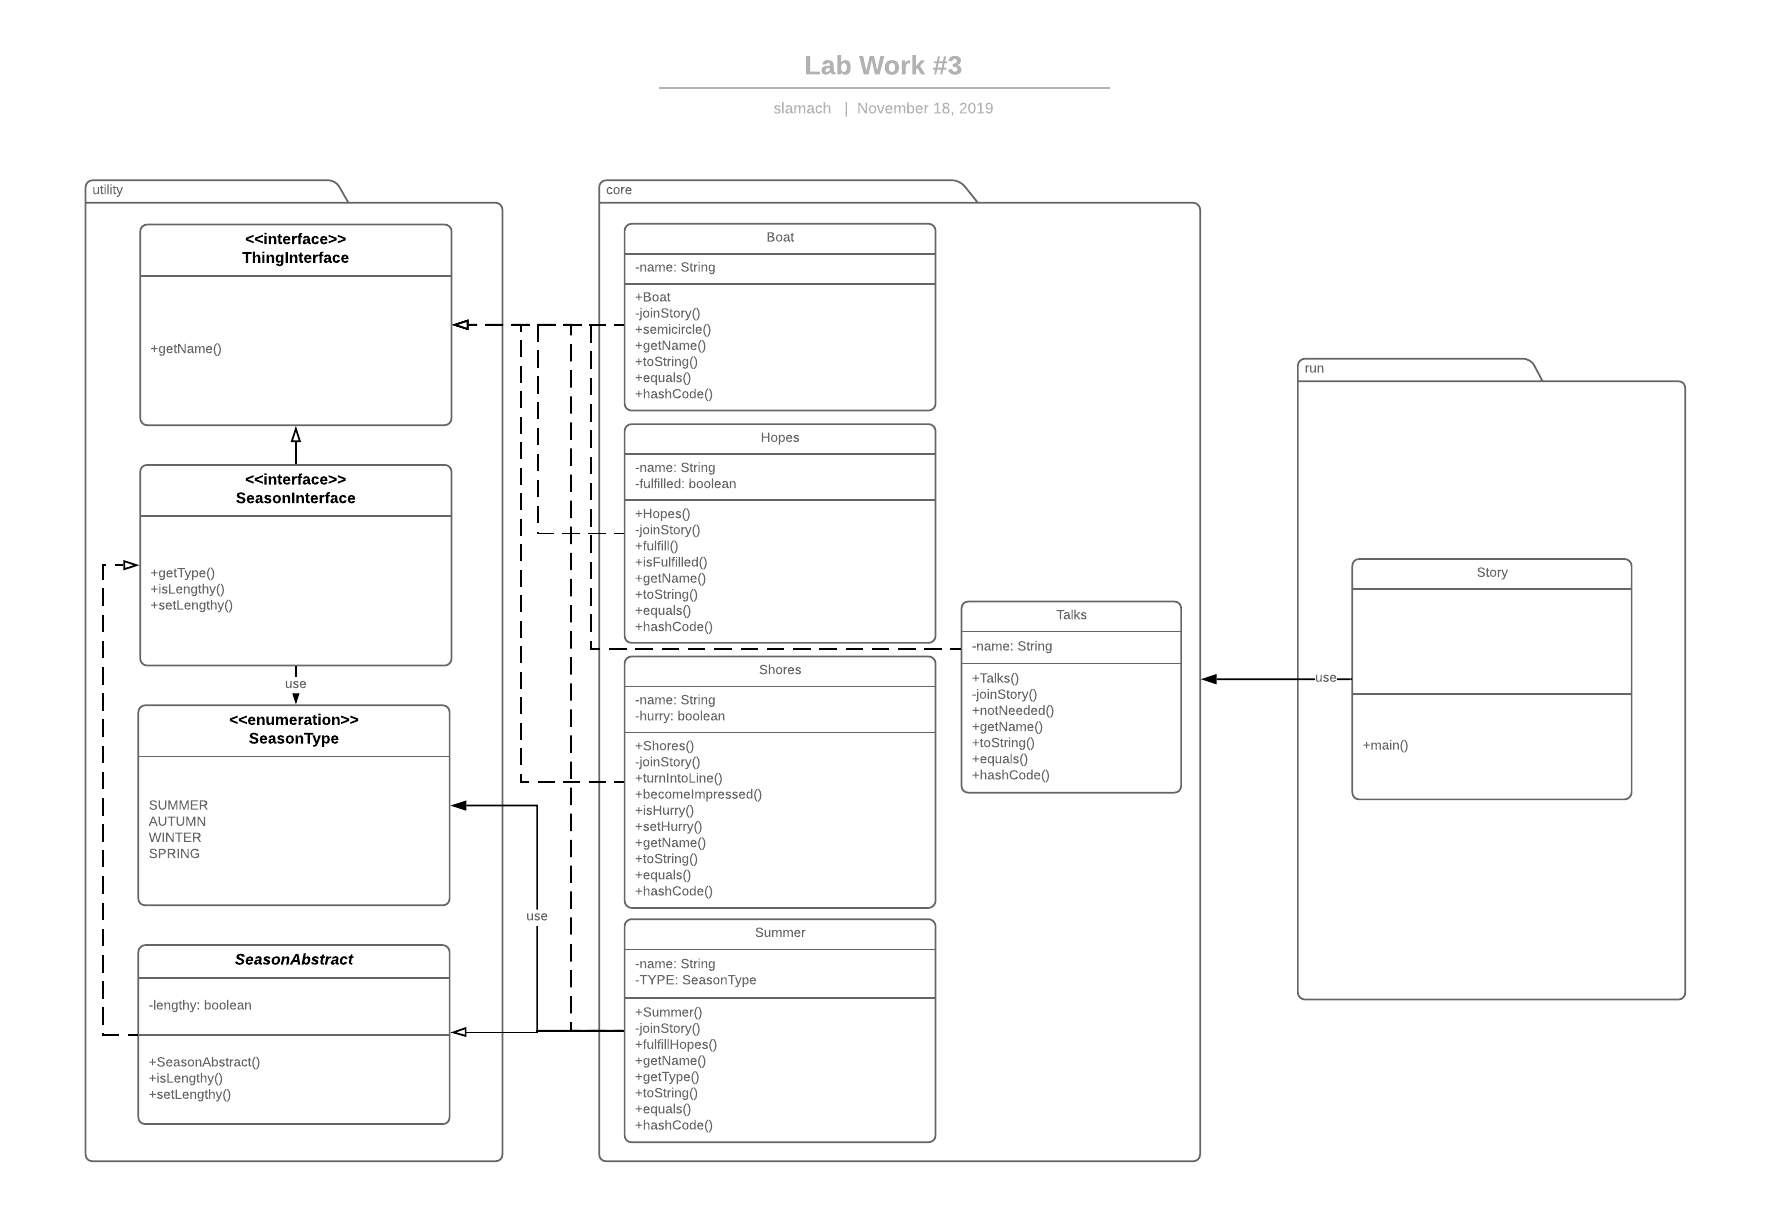 Lab Work #3
slamach | November 18, 2019
utility
<<interface>>
ThingInterface
+getName()
<<interface>>
SeasonInterface
+getType()
+isLengthy()
+setLengthy()
use
<<enumeration>>
SeasonType
SUMMER
AUTUMN
WINTER
SPRING
SeasonAbstract
-lengthy: boolean
+SeasonAbstract()
+isLengthy()
+setLengthy()
use
core
Boat
-name: String
+Boat
-joinStory()
+semicircle()
+getName()
+toString()
+equals()
+hashCode()
Hopes
-name: String
-fulfilled: boolean
+Hopes()
-joinStory()
+fulfill()
+isFulfilled()
+getName()
+toString()
+equals()
+hashCode()
Shores
-name: String
-hurry: boolean
+Shores()
-joinStory()
+turnIntoLine()
+becomeImpressed()
+isHurry()
+setHurry()
+getName()
+toString()
+equals()
+hashCode()
Summer
-name: String
-TYPE: SeasonType
+Summer()
-joinStory()
+fulfillHopes()
+getName()
+getType()
+toString()
+equals()
+hashCode()
Talks
-name: String
+Talks()
-joinStory()
+notNeeded()
+getName()
+toString()
+equals()
+hashCode()
run
use
Story
+main()